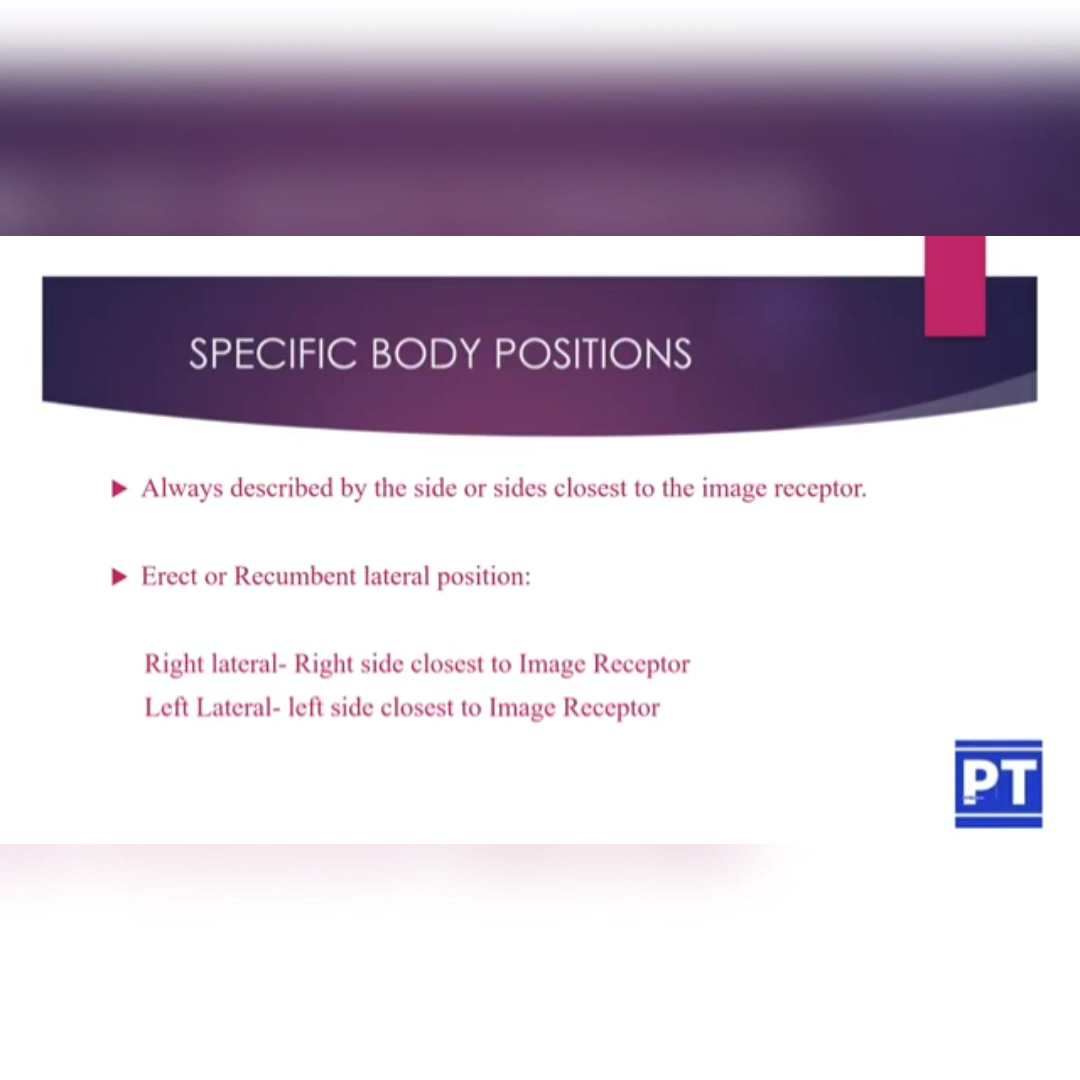 SPECIFIC BODY POSITIONS
Always described by the side or sides closest to the image receptor.
Erect or Recumbent lateral position:
Right lateral- Right side closest to Image Receptor
Left Lateral- left side closest to Image Receptor
PT